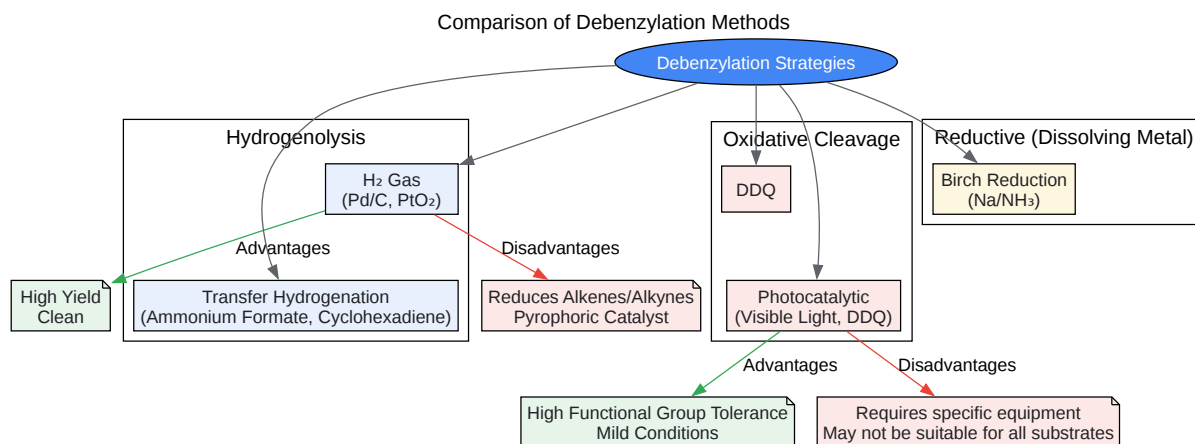 Comparison of Debenzylation Methods
Debenzylation Strategies
Hydrogenolysis
H₂ Gas
(Pd/C, PtO₂)
Advantages
Disadvantages
High Yield
Clean
Transfer Hydrogenation
(Ammonium Formate, Cyclohexadiene)
Reduces Alkenes/Alkynes
Pyrophoric Catalyst
Oxidative Cleavage
DDQ
Photocatalytic
(Visible Light, DDQ)
Advantages
Disadvantages
High Functional Group Tolerance
Mild Conditions
Requires specific equipment
May not be suitable for all substrates
Reductive (Dissolving Metal)
Birch Reduction
(Na/NH₃)